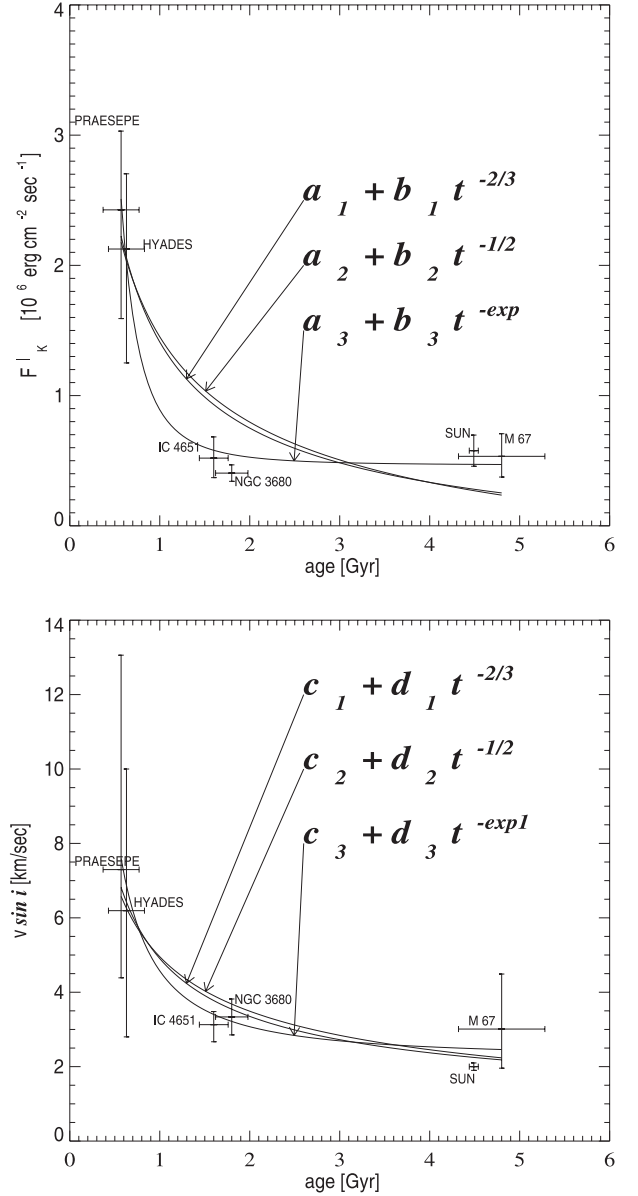 4
PRAESEPE
a 1 + b 1 t -2/3
3
HYADES
a 2 + b 2 t -1/2
2
a 3 + b 3 t -exp
F' K [10 6 erg cm -2 sec -1]
1
IC 4651
NGC 3680
SUN
M 67
0
0 1 2 3 4 5 6
age [Gyr]
14
c 1 + d 1 t -2/3
12
c 2 + d 2 t -1/2
10
c 3 + d 3 t -exp1
8
PRAESEPE
HYADES
v sin i [km/sec]
6
4
NGC 3680
IC 4651
M 67
2
SUN
0
0 1 2 3 4 5 6
age [Gyr]